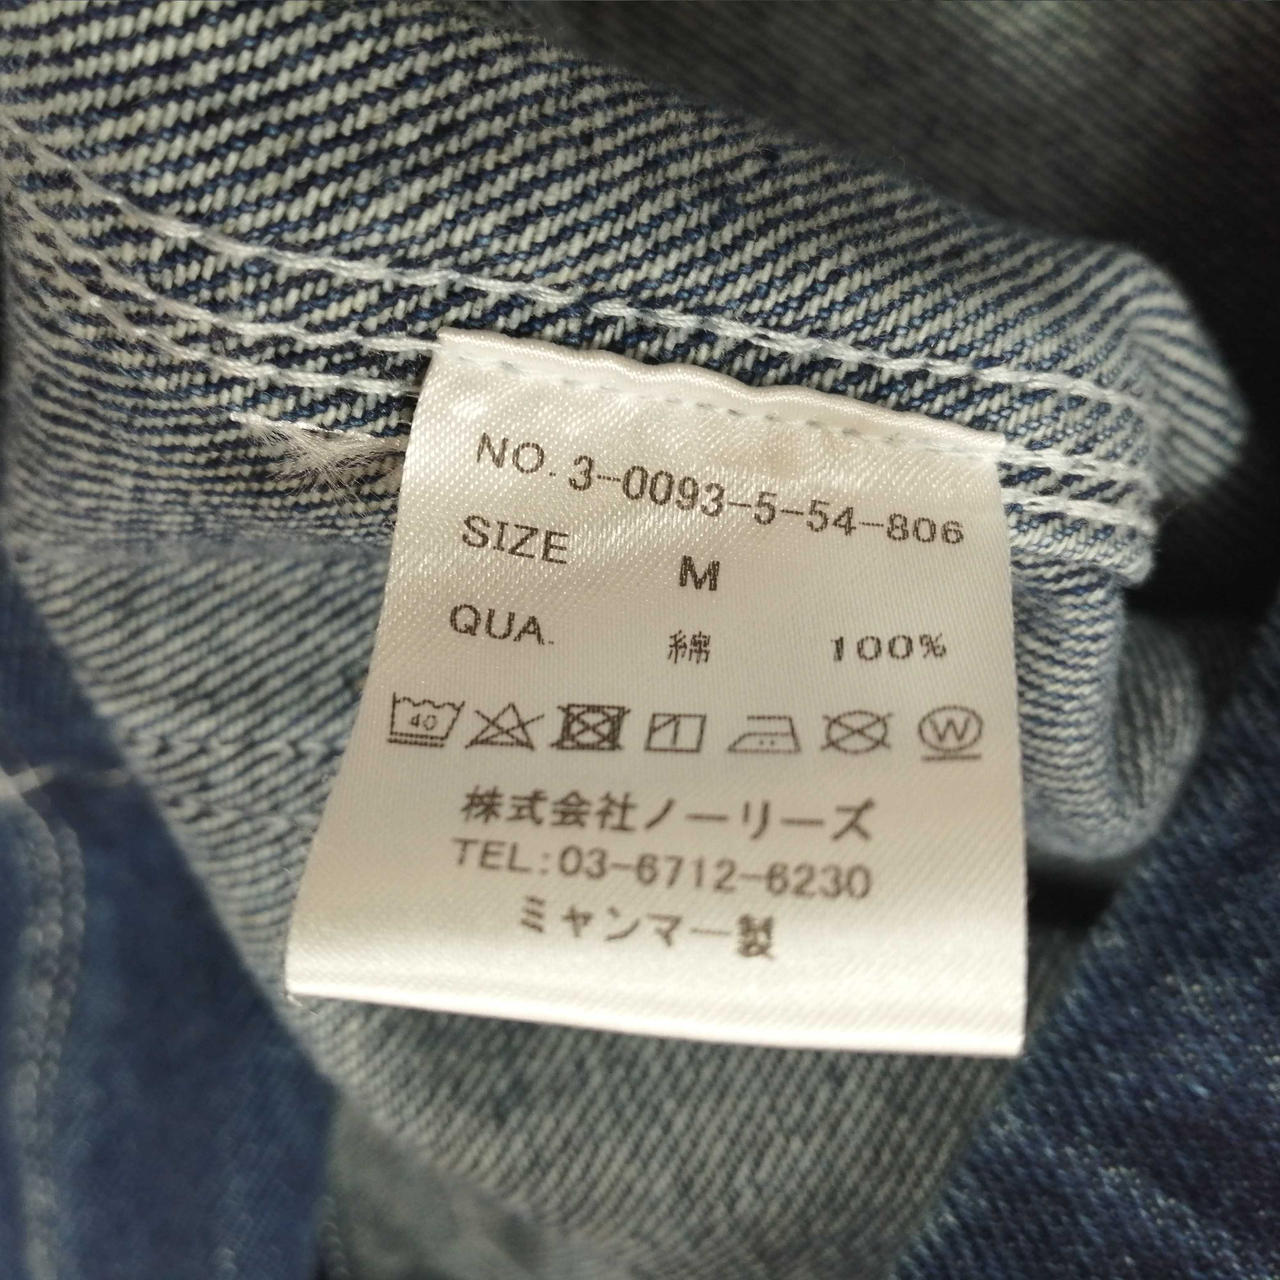 NO. 3-0093-5-54-806
SIZE M
QUA. 綿 100%
40 W
株式会社ノーリーズ
TEL:03-6712-6230
ミャンマー製